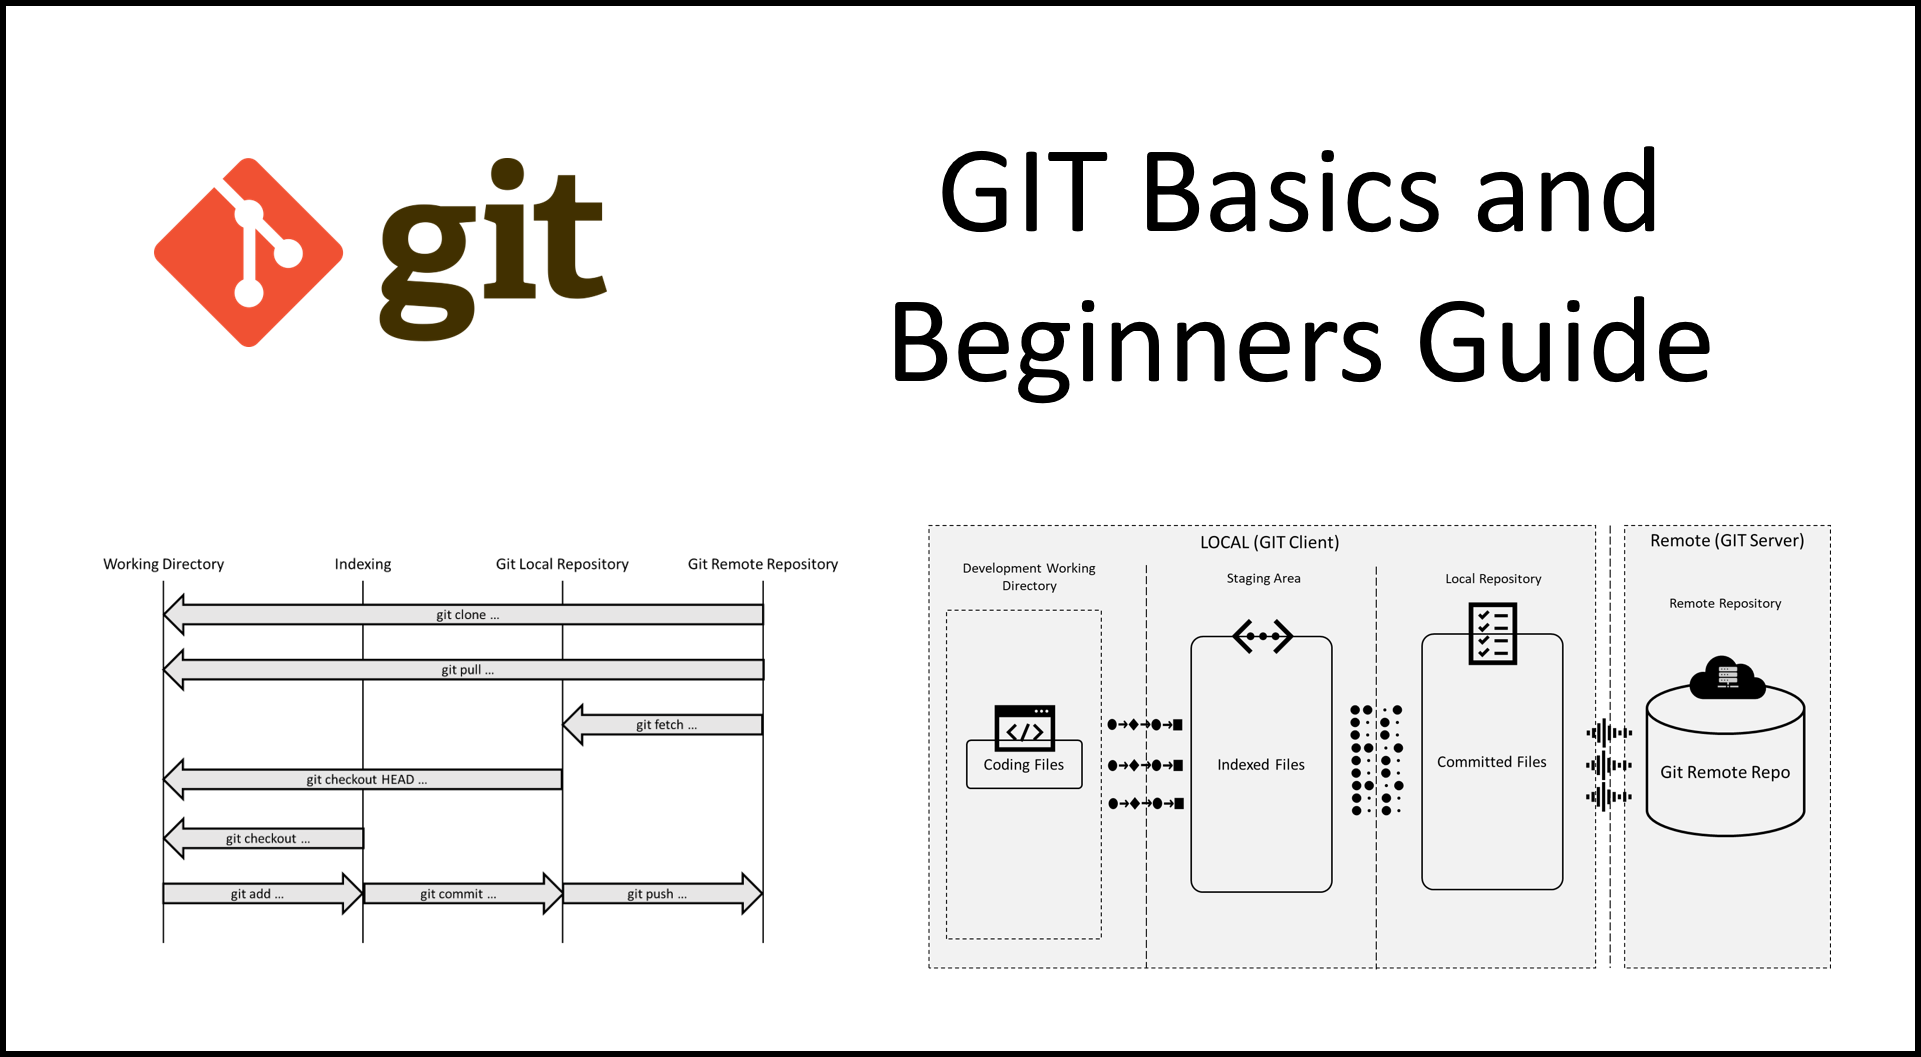 git
GIT Basics and
Beginners Guide
Working Directory
Indexing
Git Local Repository
Git Remote Repository
git clone ...
git pull ...
git fetch ...
git checkout HEAD ...
git checkout ...
git add ...
git commit ...
git push ...
LOCAL (GIT Client)
Development Working
Directory
Staging Area
Local Repository
</>
Coding Files
Indexed Files
Committed Files
Remote (GIT Server)
Remote Repository
Git Remote Repo